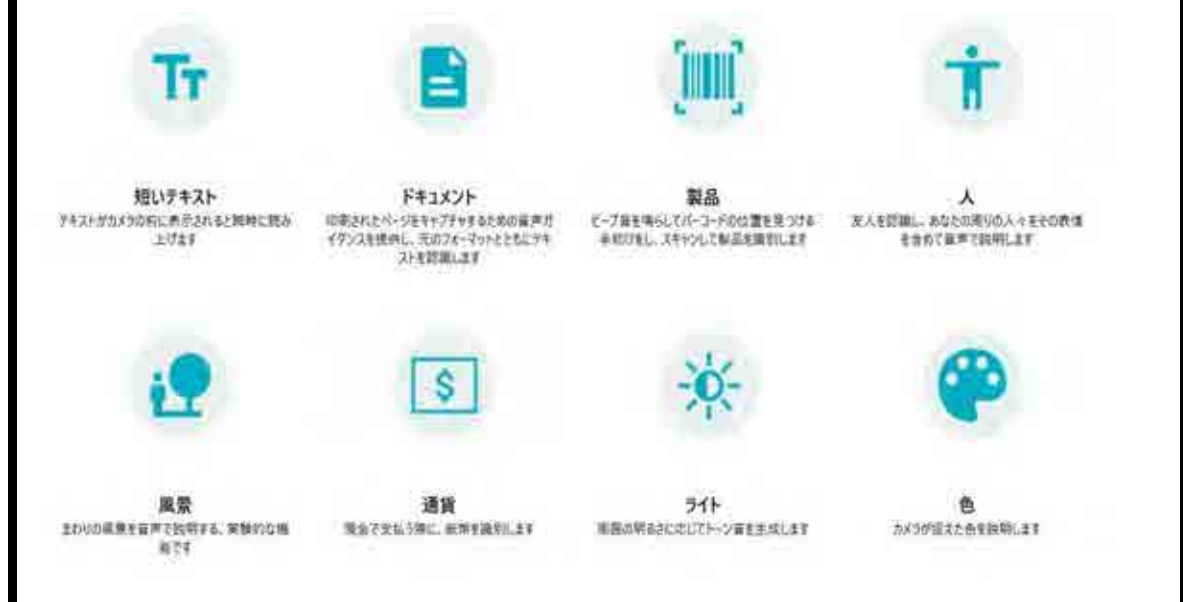 Tт
短いテキスト
テキストがカメラの前に表示されると瞬時に読み
上げます
ドキュメント
印刷されたページをキャプチャするための音声ガ
イダンスを提供し、元のフォーマットとともにテキ
ストを認識します
製品
ビープ音を鳴らしてバーコードの位置を見つける
手助けをし、スキャンして製品を識別します
人
友人を認識し、あなたの周りの人々をその表情
を含めて音声で説明します
風景
まわりの風景を音声で説明する、実験的な機
能です
$
通貨
現金で支払う際に、紙幣を識別します
ライト
周囲の明るさに応じてトーン音を生成します
色
カメラが捉えた色を説明します